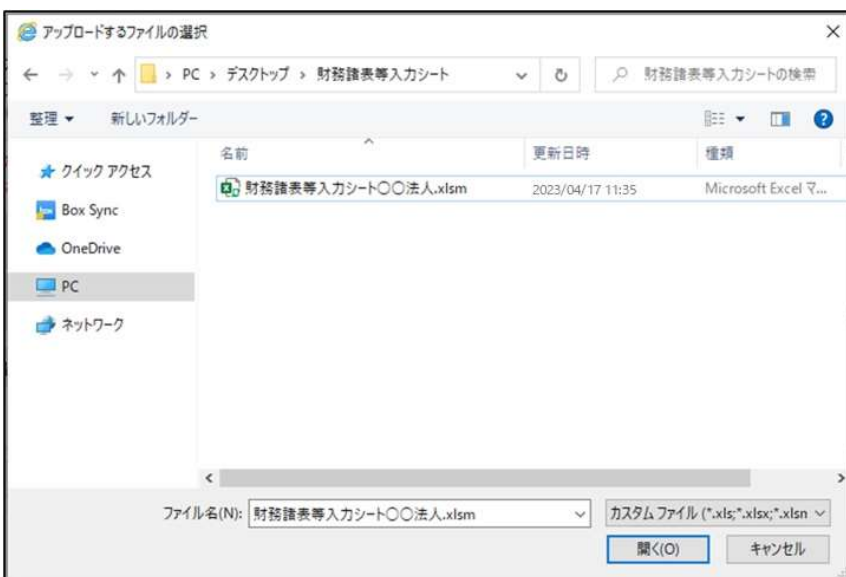 アップロードするファイルの選択
PC > デスクトップ > 財務諸表等入力シート
財務諸表等入力シートの検索
整理 新しいフォルダー
名前 更新日時 種類
財務諸表等入力シート〇〇法人.xlsm 2023/04/17 11:35 Microsoft Excel マ...
クイック アクセス
Box Sync
OneDrive
PC
ネットワーク
ファイル名(N): 財務諸表等入力シート〇〇法人.xlsm カスタム ファイル (*.xls;*.xlsx;*.xlsn
開く(O) キャンセル